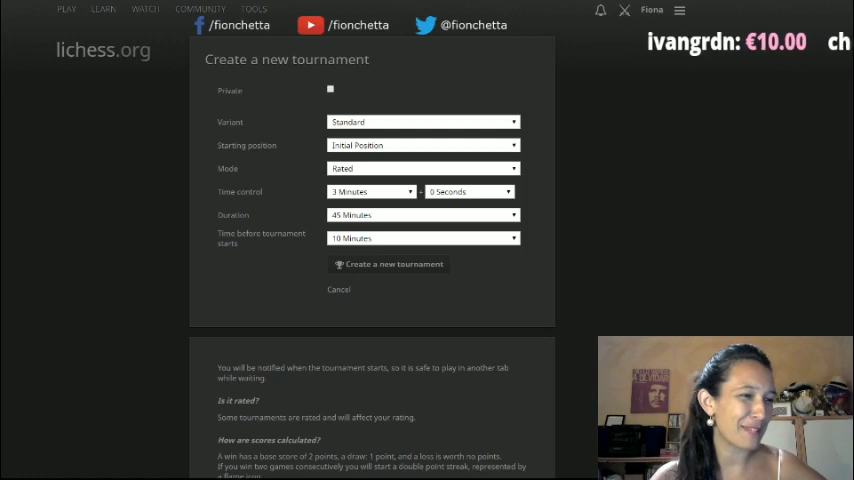 PLAY LEARN WATCH COMMUNITY TOOLS
Fiona
/fionchetta /fionchetta @fionchetta
lichess.org
ivangrdn: €10.00 ch
Create a new tournament
Private
Variant Standard
Starting position Initial Position
Mode Rated
Time control 3 Minutes + 0 Seconds
Duration 45 Minutes
Time before tournament starts 10 Minutes
Create a new tournament
Cancel
You will be notified when the tournament starts, so it is safe to play in another tab
while waiting.
Is it rated?
Some tournaments are rated and will affect your rating.
How are scores calculated?
A win has a base score of 2 points, a draw: 1 point, and a loss is worth no points.
If you win two games consecutively you will start a double point streak, represented by
a flame icon.